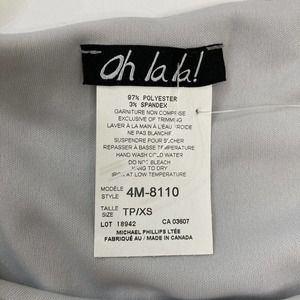 Oh la la!
97% POLYESTER
3% SPANDEX
GARNITURE NON COMPRISE
EXCLUSIVE OF TRIMMING
LAVER À LA MAIN À L'EAU FROIDE
NE PAS BLANCHIR
SUSPENDRE POUR SÉCHER
REPASSER À BASSE TEMP.
HAND WASH COLD WATER
DO NOT BLEACH
HANG TO DRY
IRON AT LOW TEMP.
MODÈLE
STYLE 4M-8110
TAILLE
SIZE TP/XS
LOT 18942 CA 03607
MICHAEL PHILLIPS LTÉE
FABRIQUÉ AU / MADE IN CANADA